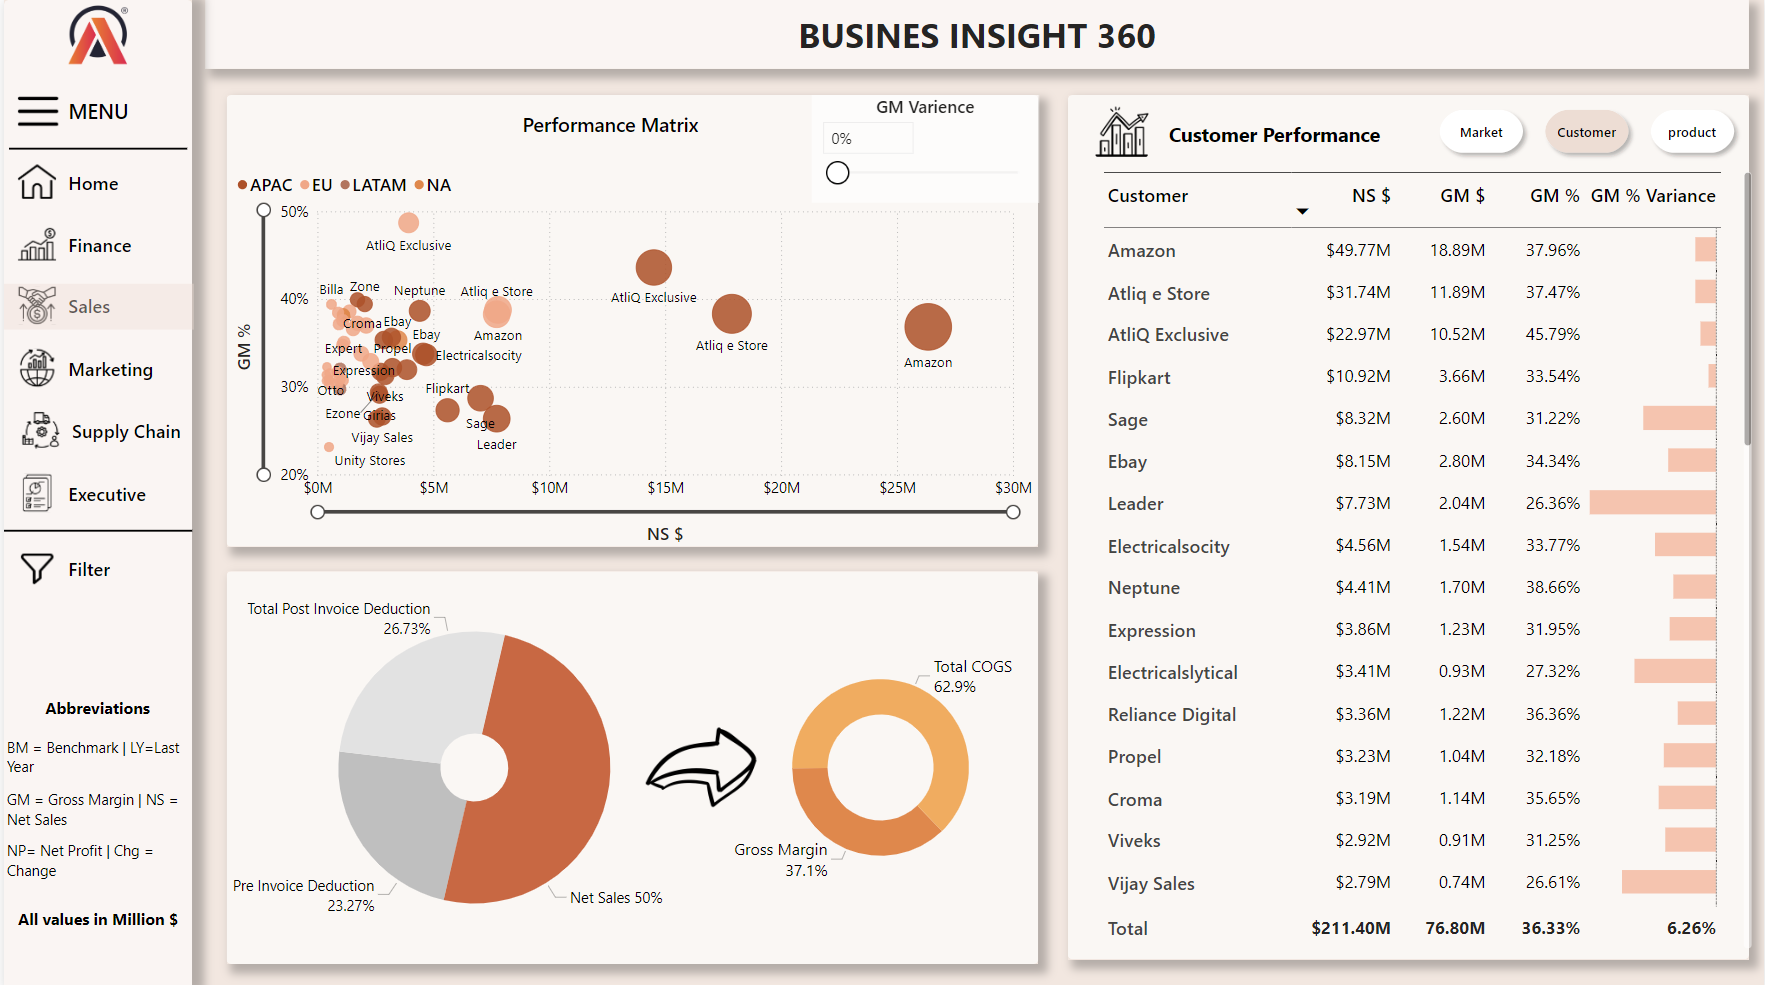 BUSINES INSIGHT 360
MENU
Home
Finance
Sales
Marketing
Supply Chain
Executive
Filter
Abbreviations
BM = Benchmark | LY=Last
Year
GM = Gross Margin | NS =
Net Sales
NP= Net Profit | Chg =
Change
All values in Million $
Performance Matrix
GM Varience
0%
APAC EU LATAM NA
50%
40%
30%
20%
GM %
AtliQ Exclusive
Billa Zone Neptune Atliq e Store
AtliQ Exclusive
Croma Ebay
Ebay Amazon
Expert Propel Electricalsocity
Atliq e Store
Amazon
Expression
Otto Viveks Flipkart
Ezone Girias Sage
Vijay Sales Leader
Unity Stores
$0M $5M $10M $15M $20M $25M $30M
NS $
Total Post Invoice Deduction
26.73%
Pre Invoice Deduction
23.27%
Net Sales 50%
Total COGS
62.9%
Gross Margin
37.1%
Customer Performance
Market Customer product
Customer NS $ GM $ GM % GM % Variance
Amazon $49.77M 18.89M 37.96%
Atliq e Store $31.74M 11.89M 37.47%
AtliQ Exclusive $22.97M 10.52M 45.79%
Flipkart $10.92M 3.66M 33.54%
Sage $8.32M 2.60M 31.22%
Ebay $8.15M 2.80M 34.34%
Leader $7.73M 2.04M 26.36%
Electricalsocity $4.56M 1.54M 33.77%
Neptune $4.41M 1.70M 38.66%
Expression $3.86M 1.23M 31.95%
Electricalslytical $3.41M 0.93M 27.32%
Reliance Digital $3.36M 1.22M 36.36%
Propel $3.23M 1.04M 32.18%
Croma $3.19M 1.14M 35.65%
Viveks $2.92M 0.91M 31.25%
Vijay Sales $2.79M 0.74M 26.61%
Total $211.40M 76.80M 36.33% 6.26%